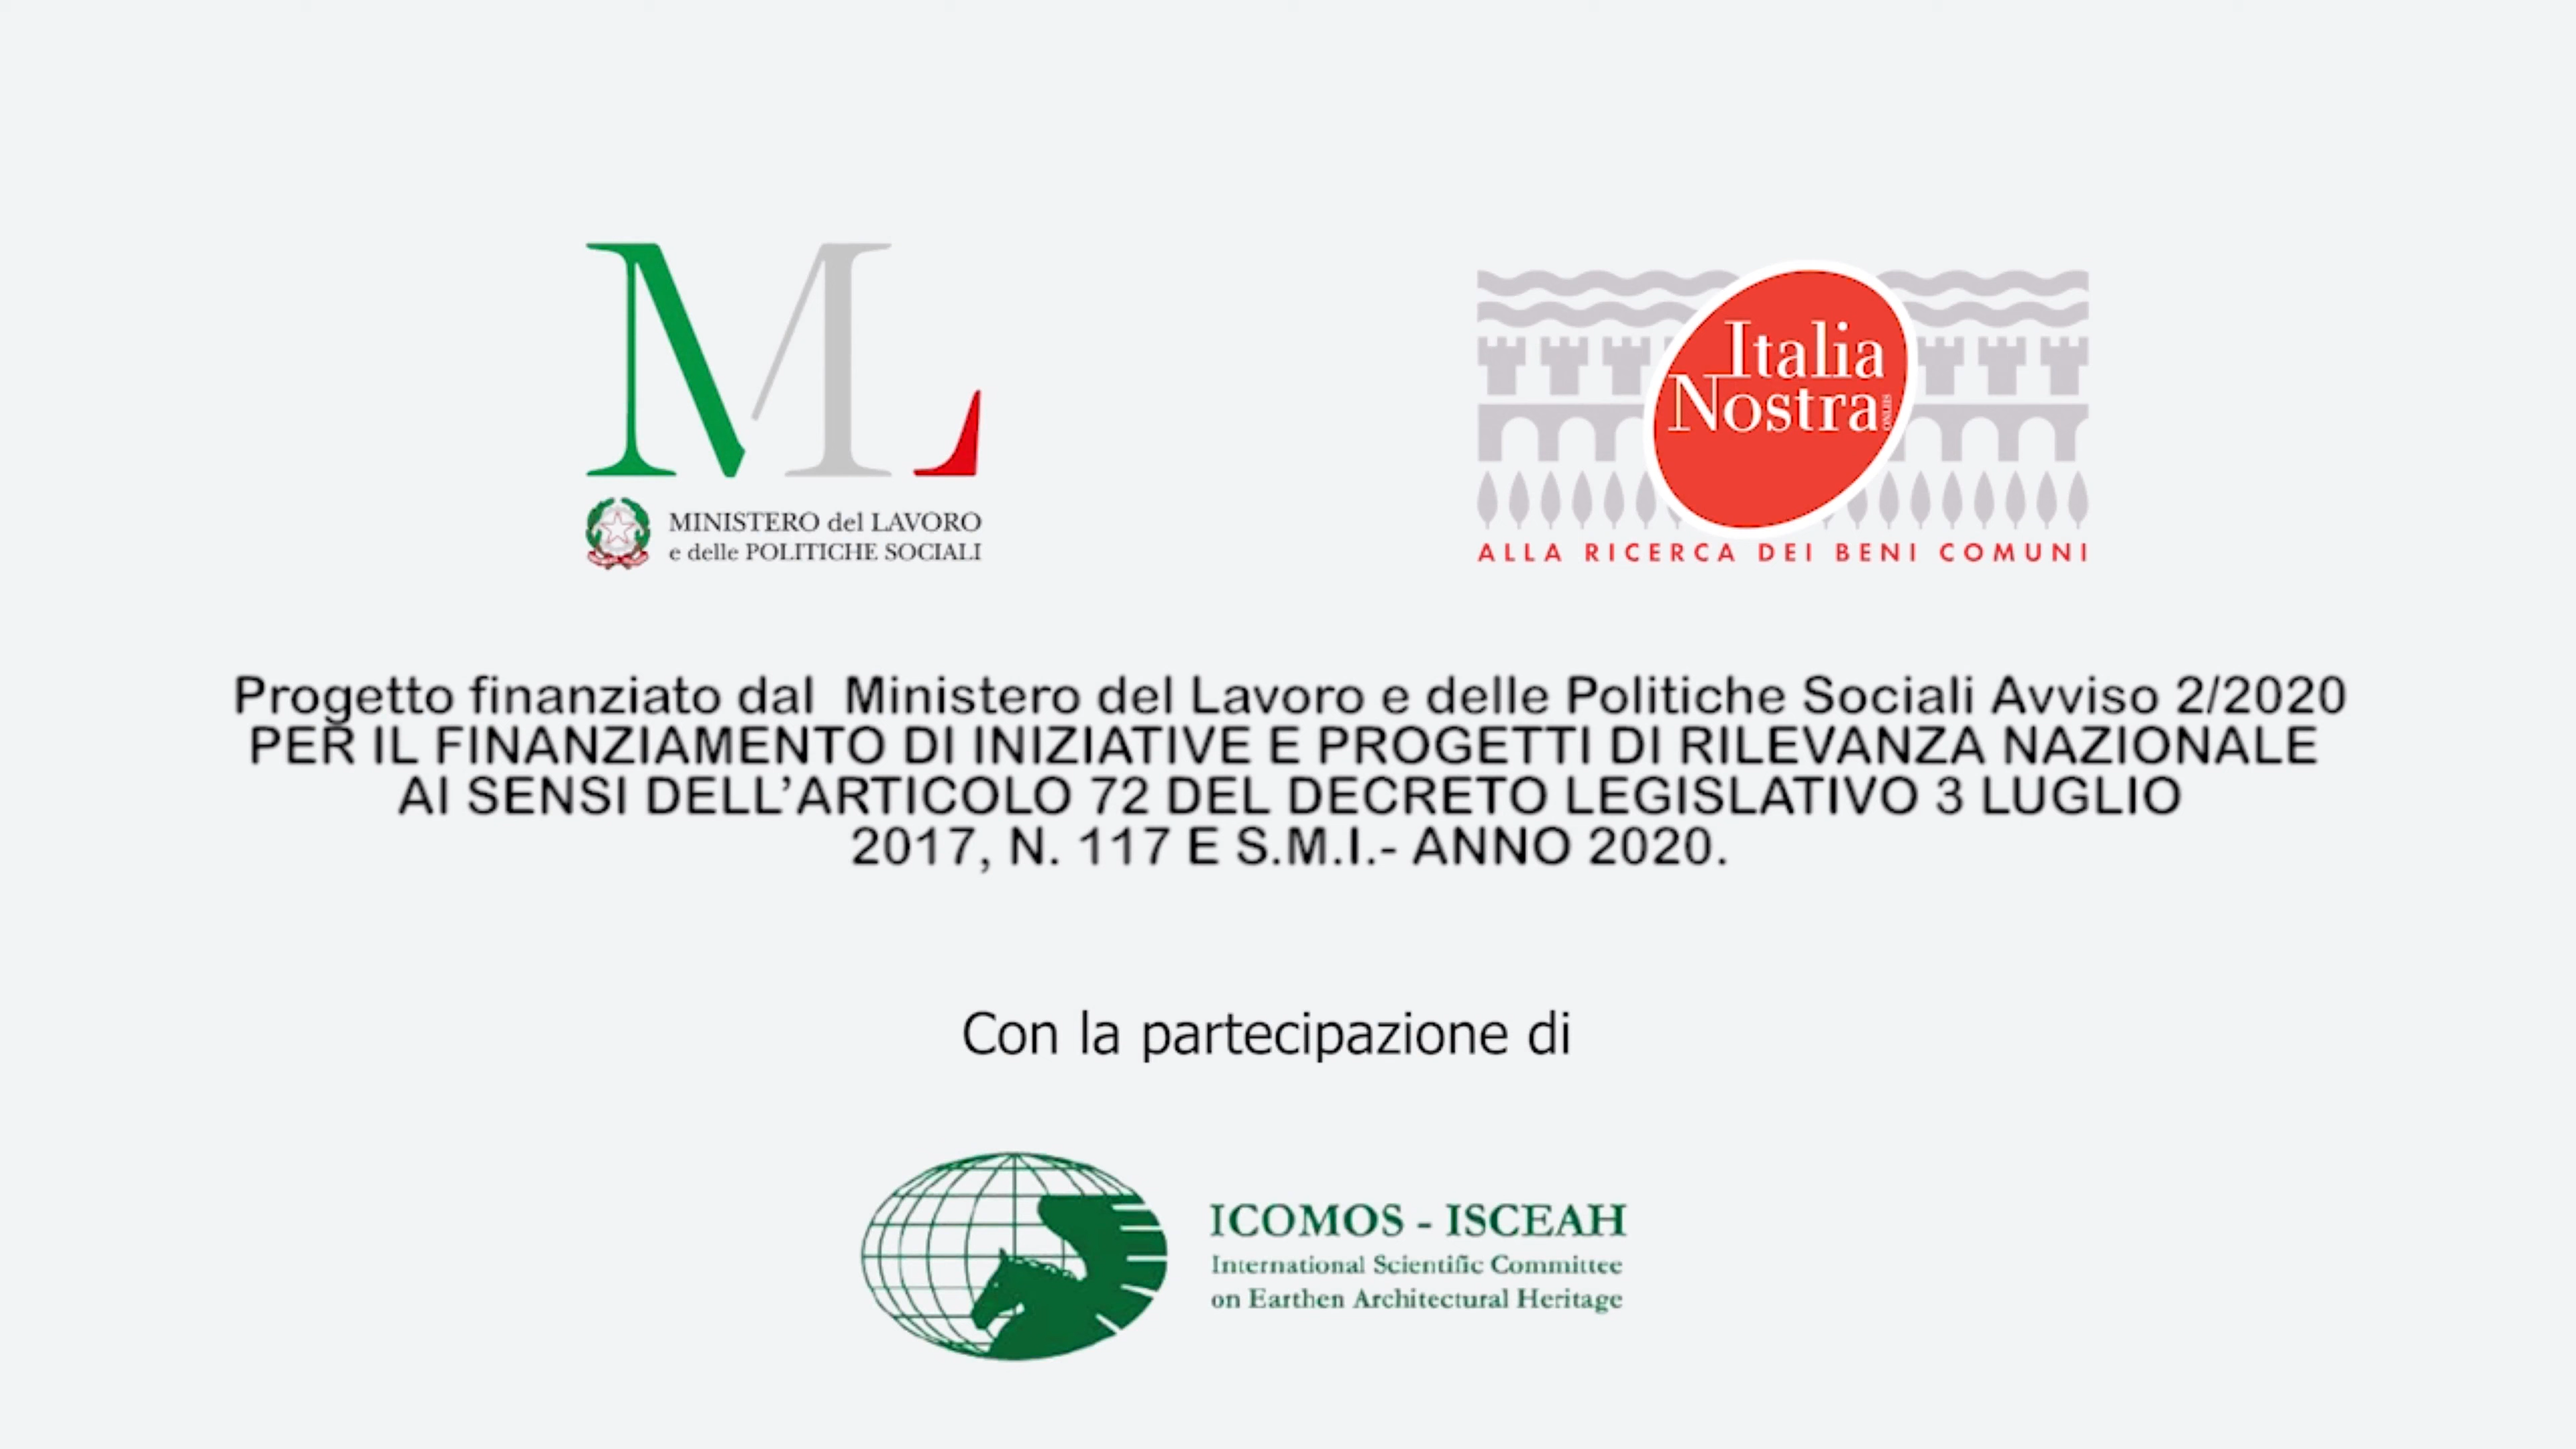 ML
MINISTERO del LAVORO
e delle POLITICHE SOCIALI
Italia
Nostra
ONLUS
ALLA RICERCA DEI BENI COMUNI
Progetto finanziato dal Ministero del Lavoro e delle Politiche Sociali Avviso 2/2020
PER IL FINANZIAMENTO DI INIZIATIVE E PROGETTI DI RILEVANZA NAZIONALE
AI SENSI DELL’ARTICOLO 72 DEL DECRETO LEGISLATIVO 3 LUGLIO
2017, N. 117 E S.M.I.- ANNO 2020.
Con la partecipazione di
ICOMOS - ISCEAH
International Scientific Committee
on Earthen Architectural Heritage